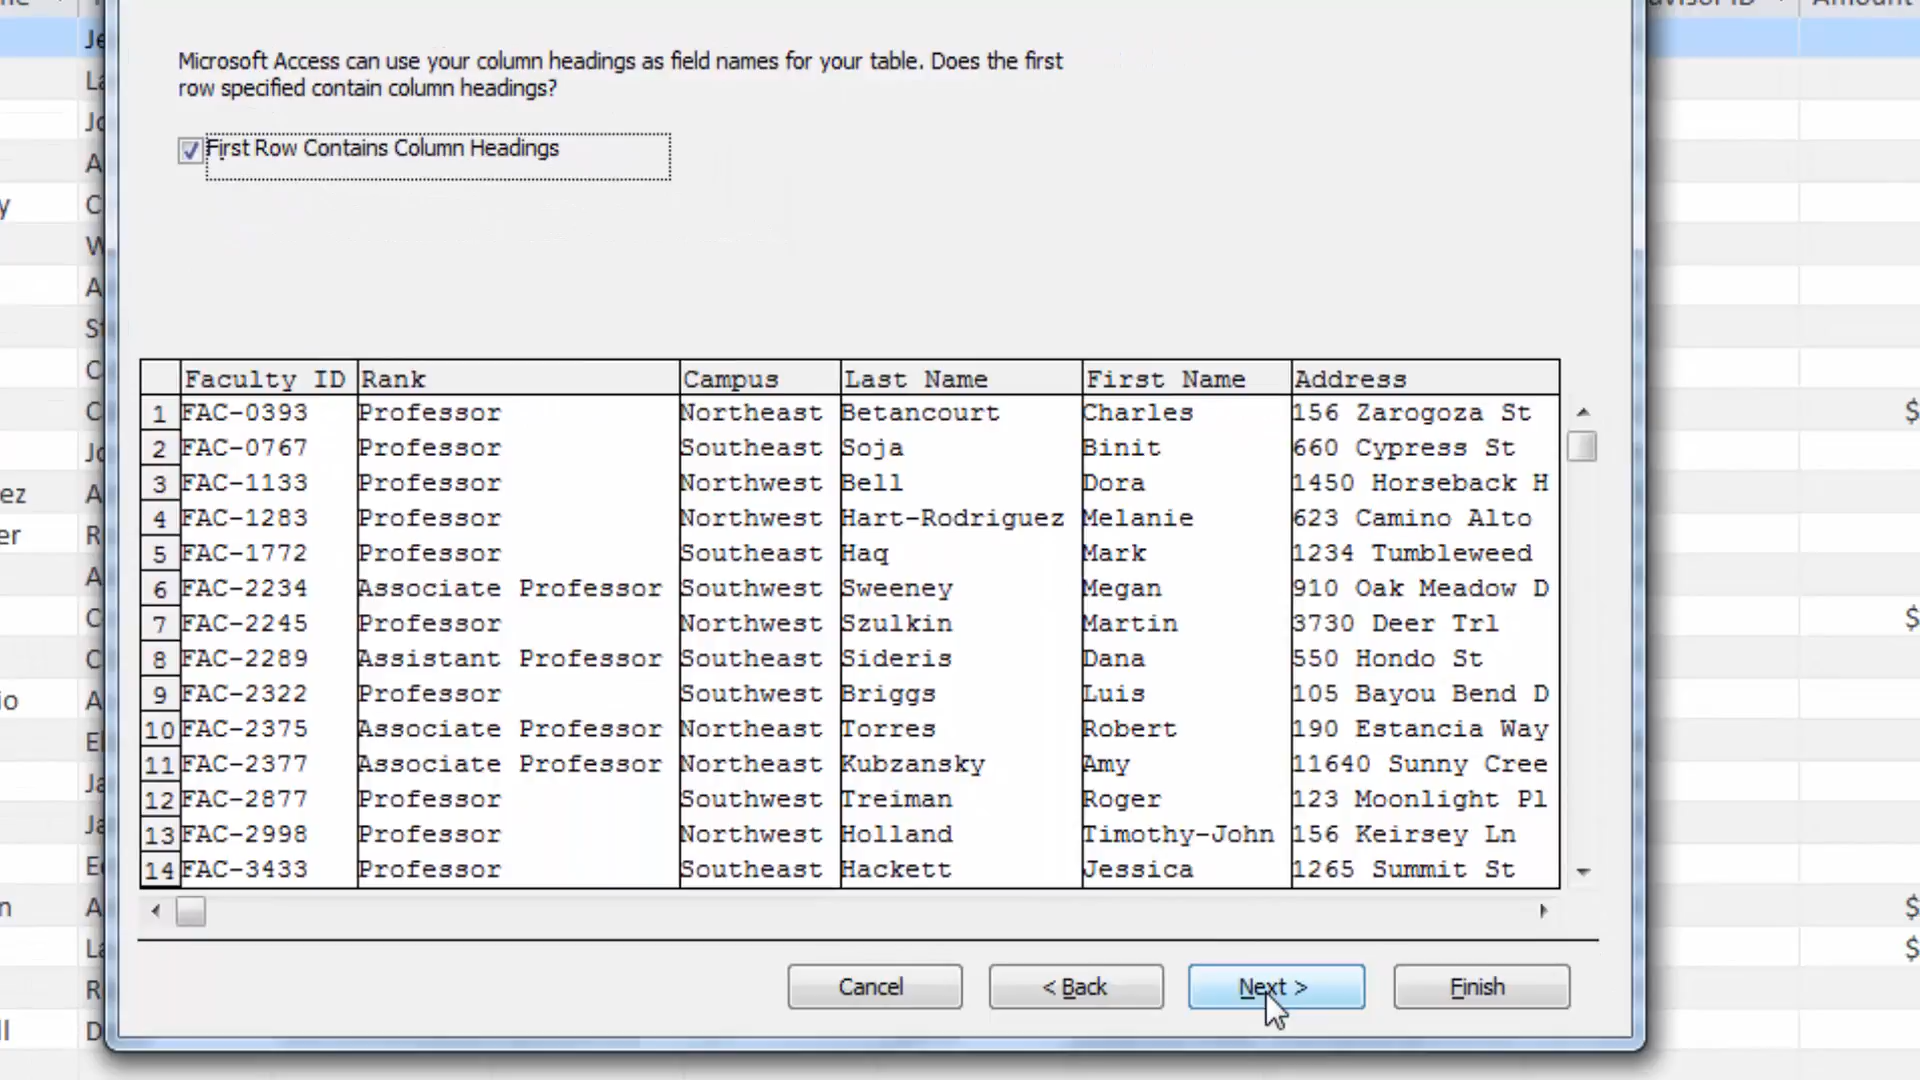 Microsoft Access can use your column headings as field names for your table. Does the first
row specified contain column headings?
First Row Contains Column Headings
Faculty ID Rank Campus Last Name First Name Address
1 FAC-0393 Professor Northeast Betancourt Charles 156 Zarogoza St
2 FAC-0767 Professor Southeast Soja Binit 660 Cypress St
3 FAC-1133 Professor Northwest Bell Dora 1450 Horseback H
4 FAC-1283 Professor Northwest Hart-Rodriguez Melanie 623 Camino Alto
5 FAC-1772 Professor Southeast Haq Mark 1234 Tumbleweed
6 FAC-2234 Associate Professor Southwest Sweeney Megan 910 Oak Meadow D
7 FAC-2245 Professor Northwest Szulkin Martin 3730 Deer Trl
8 FAC-2289 Assistant Professor Southeast Sideris Dana 550 Hondo St
9 FAC-2322 Professor Southwest Briggs Luis 105 Bayou Bend D
10 FAC-2375 Associate Professor Northeast Torres Robert 190 Estancia Way
11 FAC-2377 Associate Professor Northeast Kubzansky Amy 11640 Sunny Cree
12 FAC-2877 Professor Southwest Treiman Roger 123 Moonlight Pl
13 FAC-2998 Professor Northwest Holland Timothy-John 156 Keirsey Ln
14 FAC-3433 Professor Southeast Hackett Jessica 1265 Summit St
Cancel < Back Next > Finish